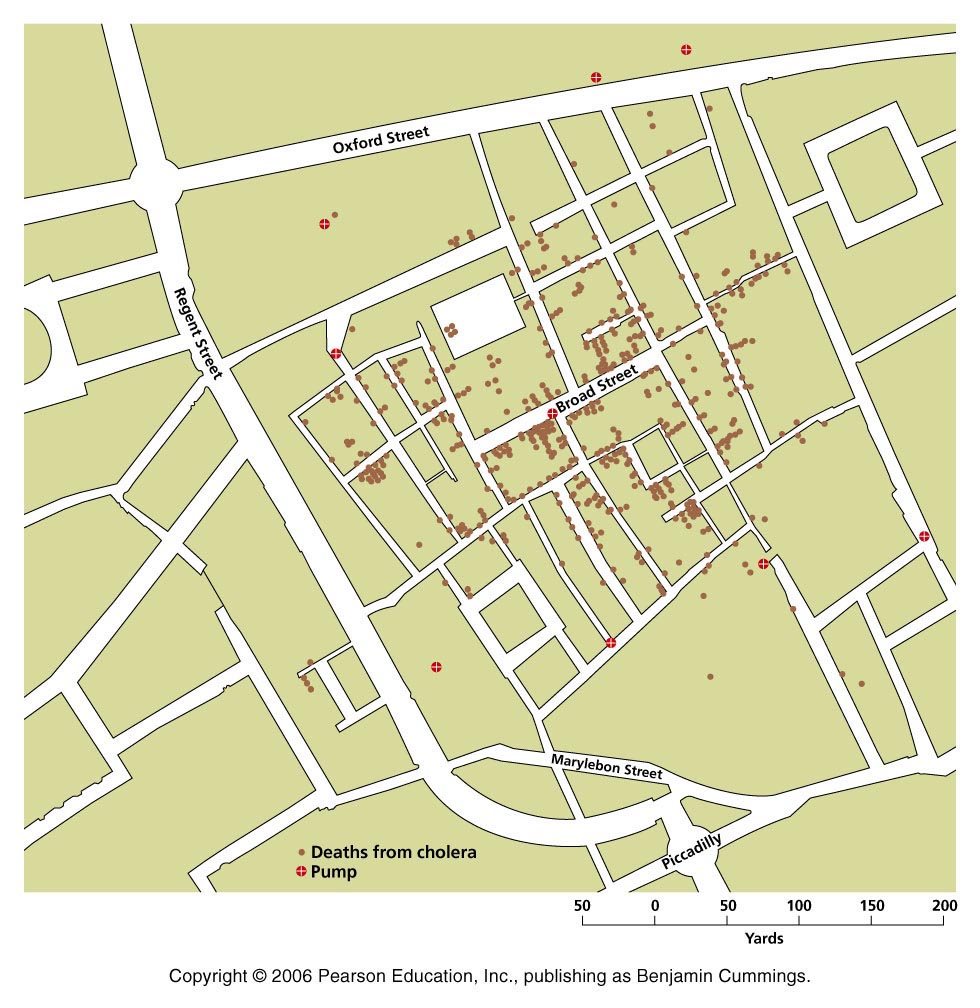 Oxford Street
Regent Street
Broad Street
Marylebon Street
Piccadilly
Deaths from cholera
Pump
50 0 50 100 150 200
Yards
Copyright © 2006 Pearson Education, Inc., publishing as Benjamin Cummings.